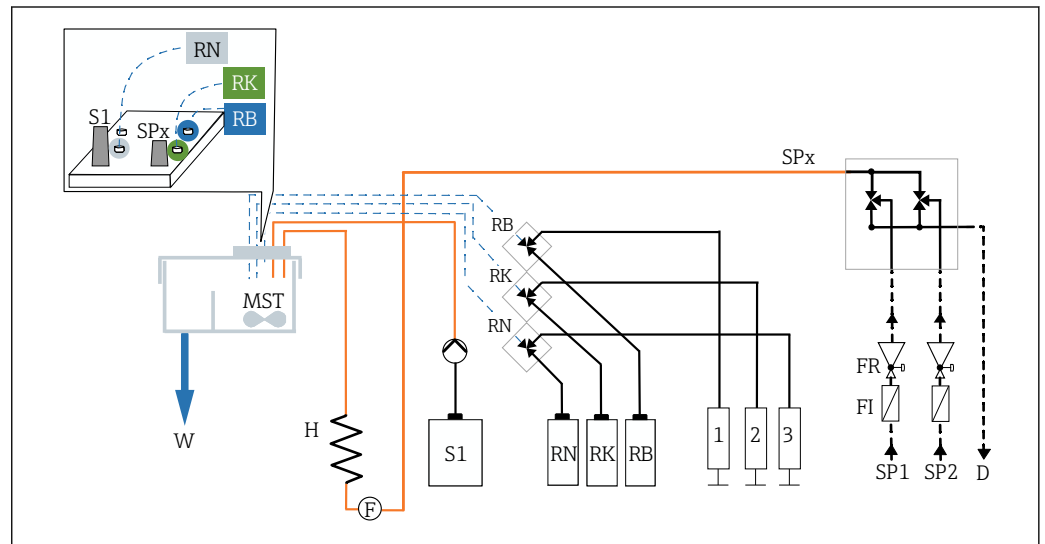 RN
RK
S1
SPx
RB
SPx
RB
RK
MST
RN
FR
FI
H
W
S1
RN
RK
RB
1
2
3
F
SP1
SP2
D